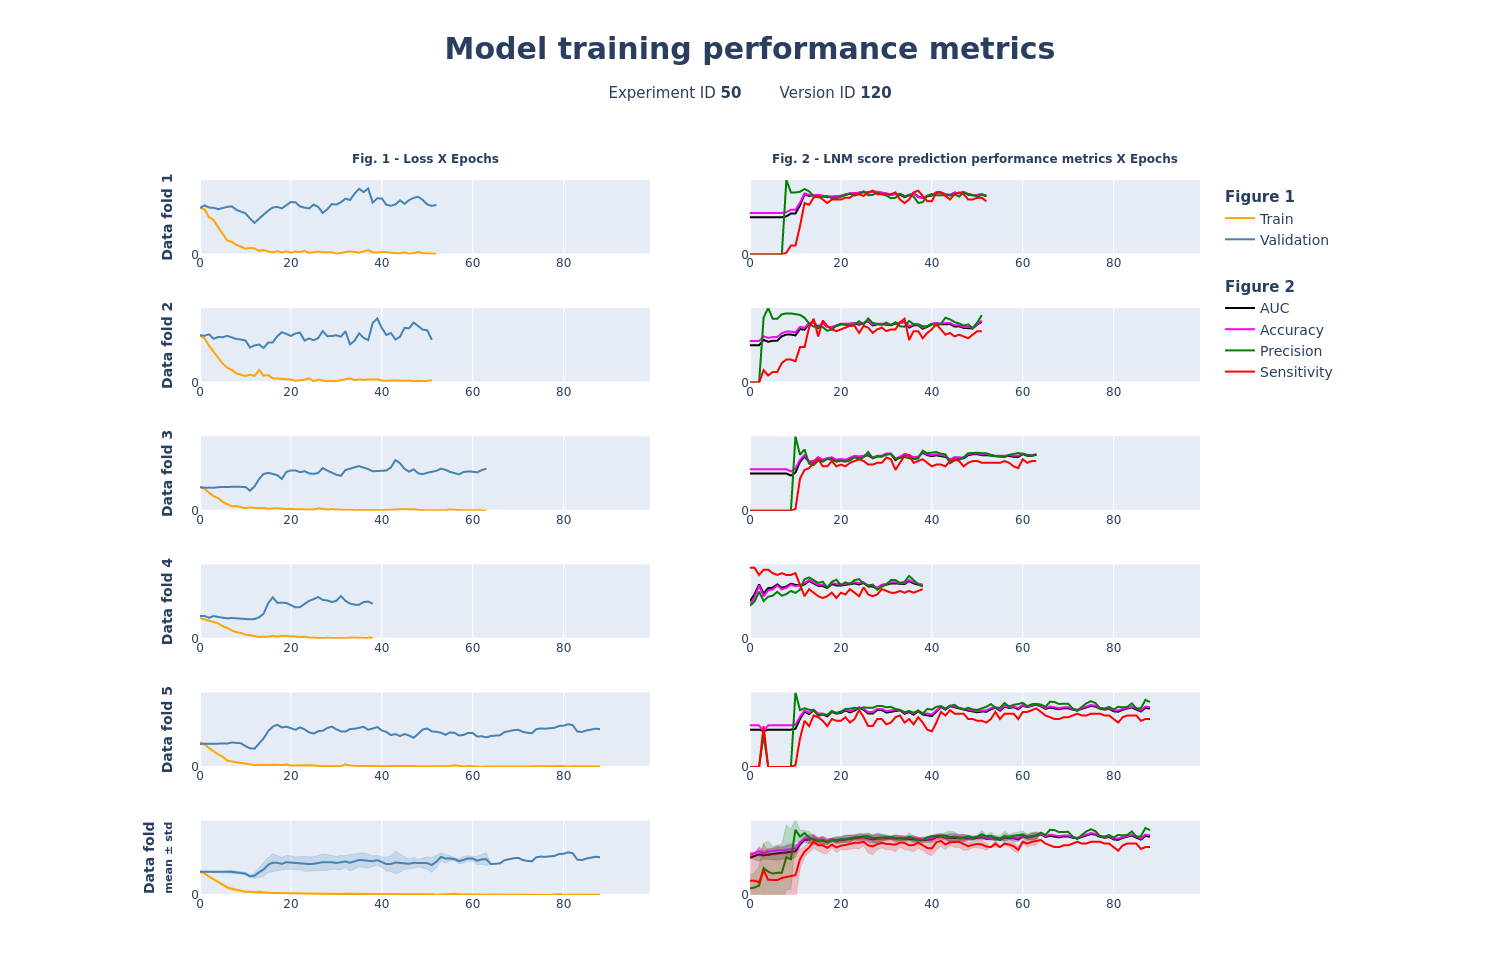 Model training performance metrics
Experiment ID 50 Version ID 120
Fig. 1 - Loss X Epochs
Fig. 2 - LNM score prediction performance metrics X Epochs
Data fold 1
0
0 20 40 60 80
0
0 20 40 60 80
Figure 1
Train
Validation
Figure 2
AUC
Accuracy
Precision
Sensitivity
Data fold 2
0
0 20 40 60 80
0
0 20 40 60 80
Data fold 3
0
0 20 40 60 80
0
0 20 40 60 80
Data fold 4
0
0 20 40 60 80
0
0 20 40 60 80
Data fold 5
0
0 20 40 60 80
0
0 20 40 60 80
Data fold
mean ± std
0
0 20 40 60 80
0
0 20 40 60 80